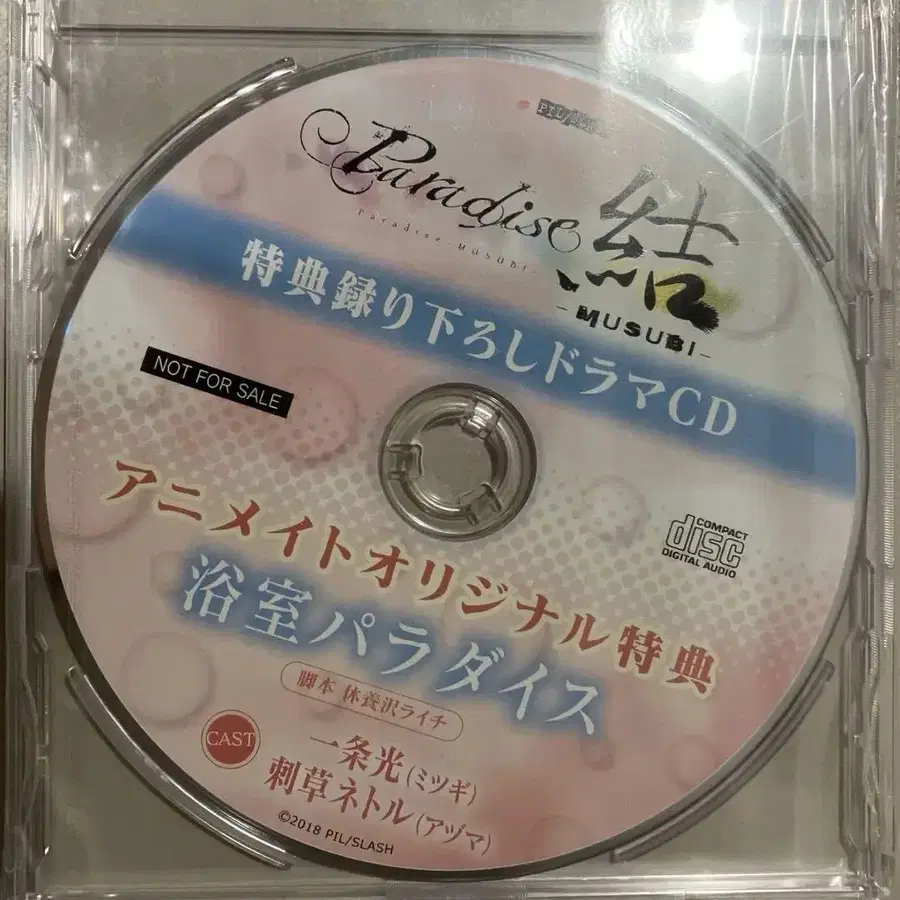 Paradise 結
Paradise-Musubi-
-MUSUBI-
特典録り下ろしドラマCD
NOT FOR SALE
COMPACT
disc
DIGITAL AUDIO
アニメイトオリジナル特典
浴室パラダイス
脚本 休養沢ライチ
CAST
一条光(ミツギ)
刺草ネトル(アヅマ)
©2018 PIL/SLASH